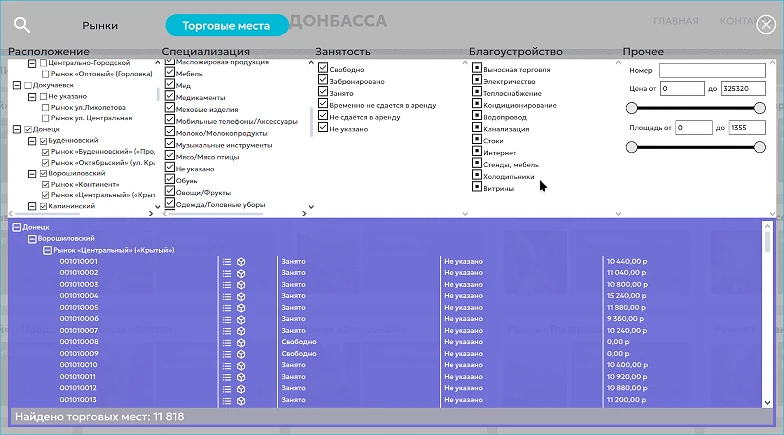 ДОНБАССА
ГЛАВНАЯ
КОНТАК
Рынки
Торговые места
Расположение
Специализация
Занятость
Благоустройство
Прочее
Центрально-Городской
Рынок «Оптовый» (Горловка)
Докучаевск
Не указано
Рынок ул.Лихолетова
Рынок ул. Центральная
Донецк
Будённовский
Рынок «Буденновский» («Про,
Рынок «Октябрьский» (ул. Кра
Ворошиловский
Рынок «Континент»
Рынок «Центральный» («Крыт
Калининский
Масложировая продукция
Мебель
Мед
Медикаменты
Меховые изделия
Мобильные телефоны/Аксессуары
Молоко/Молокопродукты
Музыкальные инструменты
Мясо/Мясо птицы
Не указано
Обувь
Овощи/Фрукты
Одежда/Головные уборы
Свободно
Забронировано
Занято
Временно не сдается в аренду
Не сдаётся в аренду
Не указано
Выносная торговля
Электричество
Теплоснабжение
Кондиционирование
Водопровод
Канализация
Стоки
Интернет
Стенды, мебель
Холодильники
Витрины
Номер
Цена от 0 до 325320
Площадь от 0 до 1355
Донецк
Ворошиловский
Рынок «Центральный» («Крытый»)
001010001 Занято Не указано 10 440,00 р
001010002 Занято Не указано 11 040,00 р
001010003 Занято Не указано 10 800,00 р
001010004 Занято Не указано 15 240,00 р
001010005 Занято Не указано 11 880,00 р
001010006 Занято Не указано 9 360,00 р
001010007 Занято Не указано 10 240,00 р
001010008 Свободно Не указано 0,00 р
001010009 Свободно Не указано 0,00 р
001010010 Занято Не указано 10 400,00 р
001010011 Занято Не указано 10 920,00 р
001010012 Занято Не указано 10 880,00 р
001010013 Занято Не указано 11 200,00 р
Найдено торговых мест: 11 818